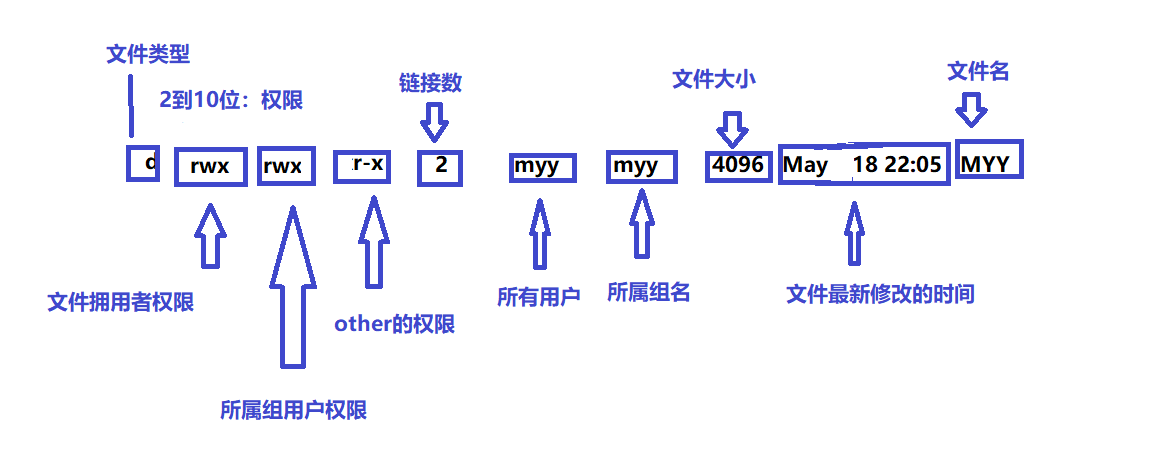 文件类型
2到10位：权限
链接数
文件大小
文件名
d rwx rwx r-x 2 myy myy 4096 May 18 22:05 MYY
文件拥用者权限
所属组用户权限
other的权限
所有用户
所属组名
文件最新修改的时间